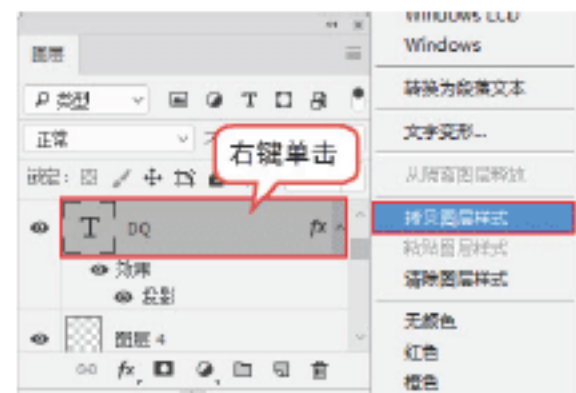 图层
类型
正常
锁定：
右键单击
T DQ fx
效果
投影
图层 4
fx
Windows LCD
Windows
转换为段落文本
文字变形...
从隔离图层释放
拷贝图层样式
粘贴图层样式
清除图层样式
无颜色
红色
橙色